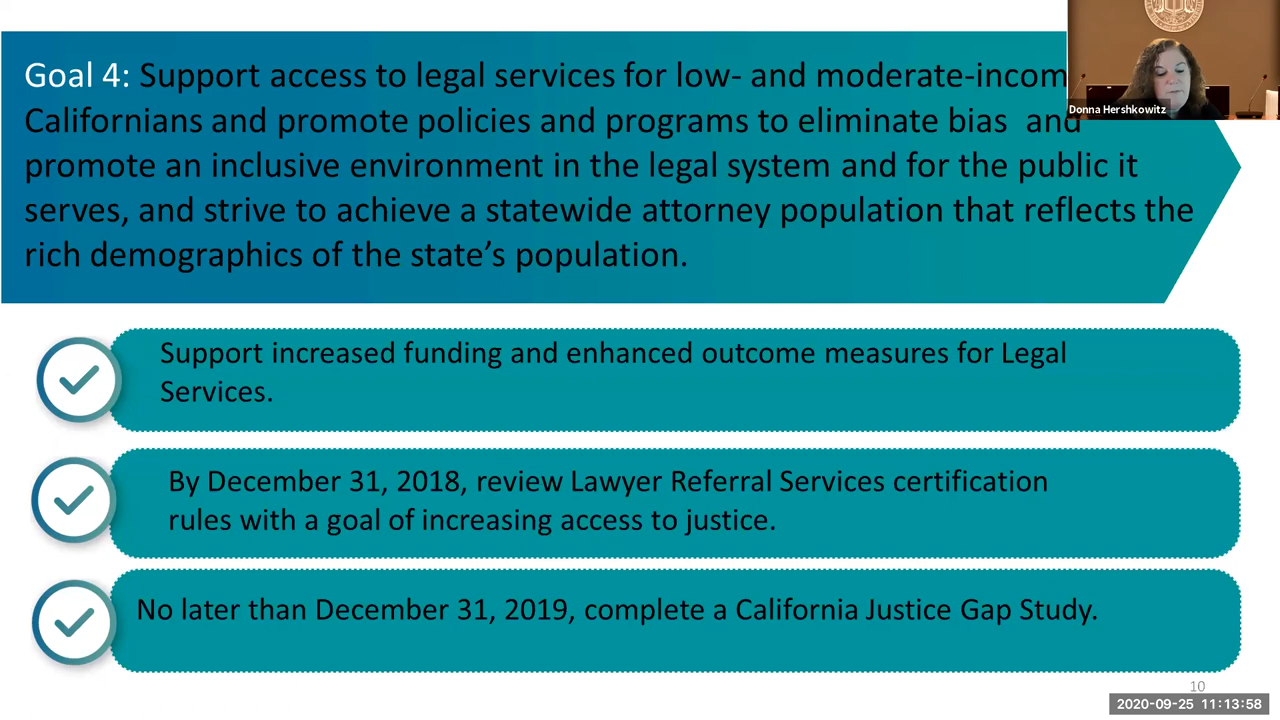 Goal 4: Support access to legal services for low- and moderate-incom
Californians and promote policies and programs to eliminate bias and
promote an inclusive environment in the legal system and for the public it
serves, and strive to achieve a statewide attorney population that reflects the
rich demographics of the state's population.
Donna Hershkowitz
Support increased funding and enhanced outcome measures for Legal
Services.
By December 31, 2018, review Lawyer Referral Services certification
rules with a goal of increasing access to justice.
No later than December 31, 2019, complete a California Justice Gap Study.
10
2020-09-25 11:13:58